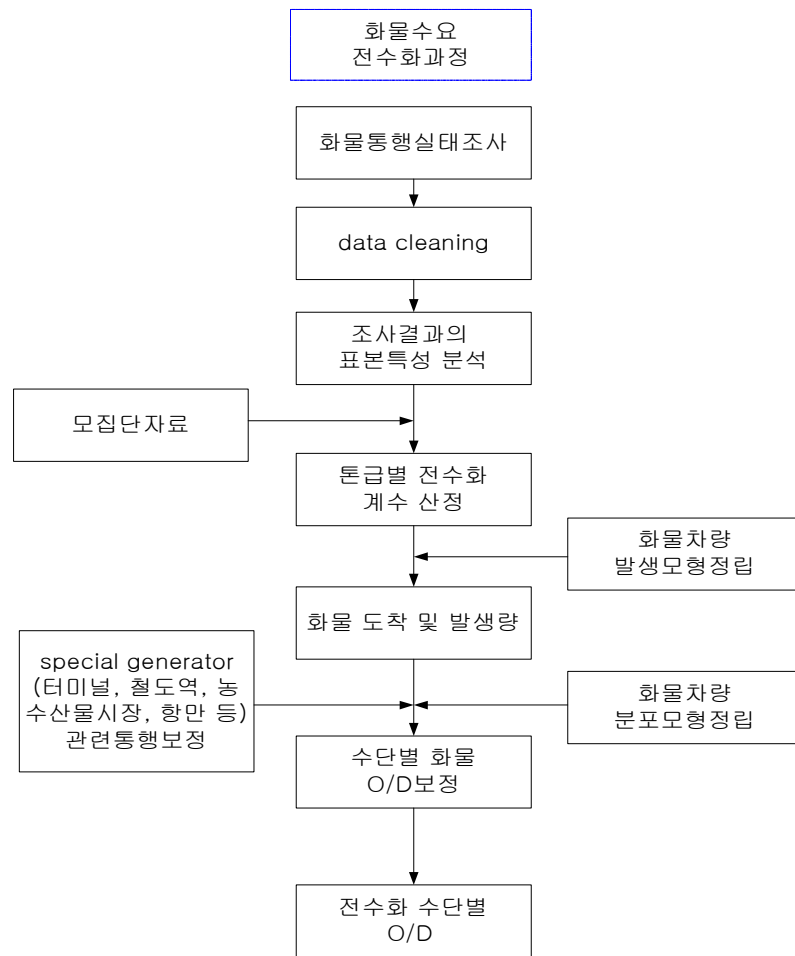 화물수요
전수화과정
화물통행실태조사
data cleaning
조사결과의
표본특성 분석
모집단자료
톤급별 전수화
계수 산정
화물차량
발생모형정립
화물 도착 및 발생량
special generator
(터미널, 철도역, 농
수산물시장, 항만 등)
관련통행보정
화물차량
분포모형정립
수단별 화물
O/D보정
전수화 수단별
O/D